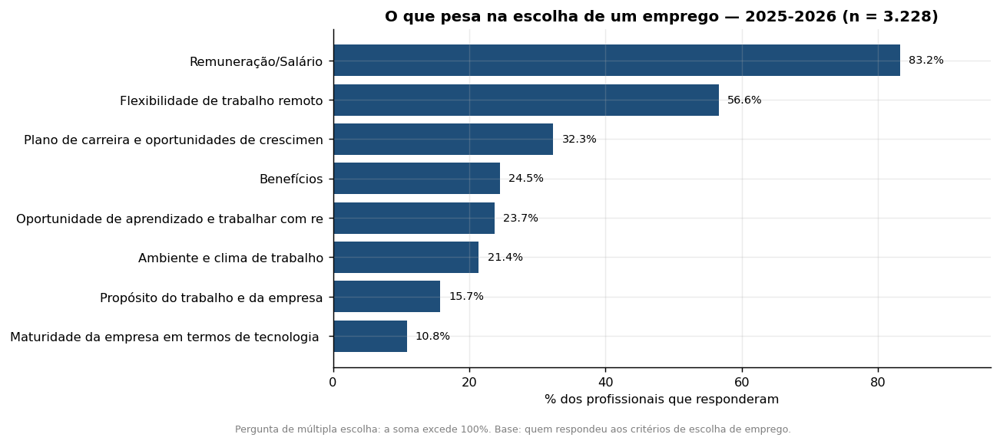 O que pesa na escolha de um emprego — 2025-2026 (n = 3.228)
Remuneração/Salário
83.2%
Flexibilidade de trabalho remoto
56.6%
Plano de carreira e oportunidades de crescimen
32.3%
Benefícios
24.5%
Oportunidade de aprendizado e trabalhar com re
23.7%
Ambiente e clima de trabalho
21.4%
Propósito do trabalho e da empresa
15.7%
Maturidade da empresa em termos de tecnologia
10.8%
0 20 40 60 80
% dos profissionais que responderam
Pergunta de múltipla escolha: a soma excede 100%. Base: quem respondeu aos critérios de escolha de emprego.